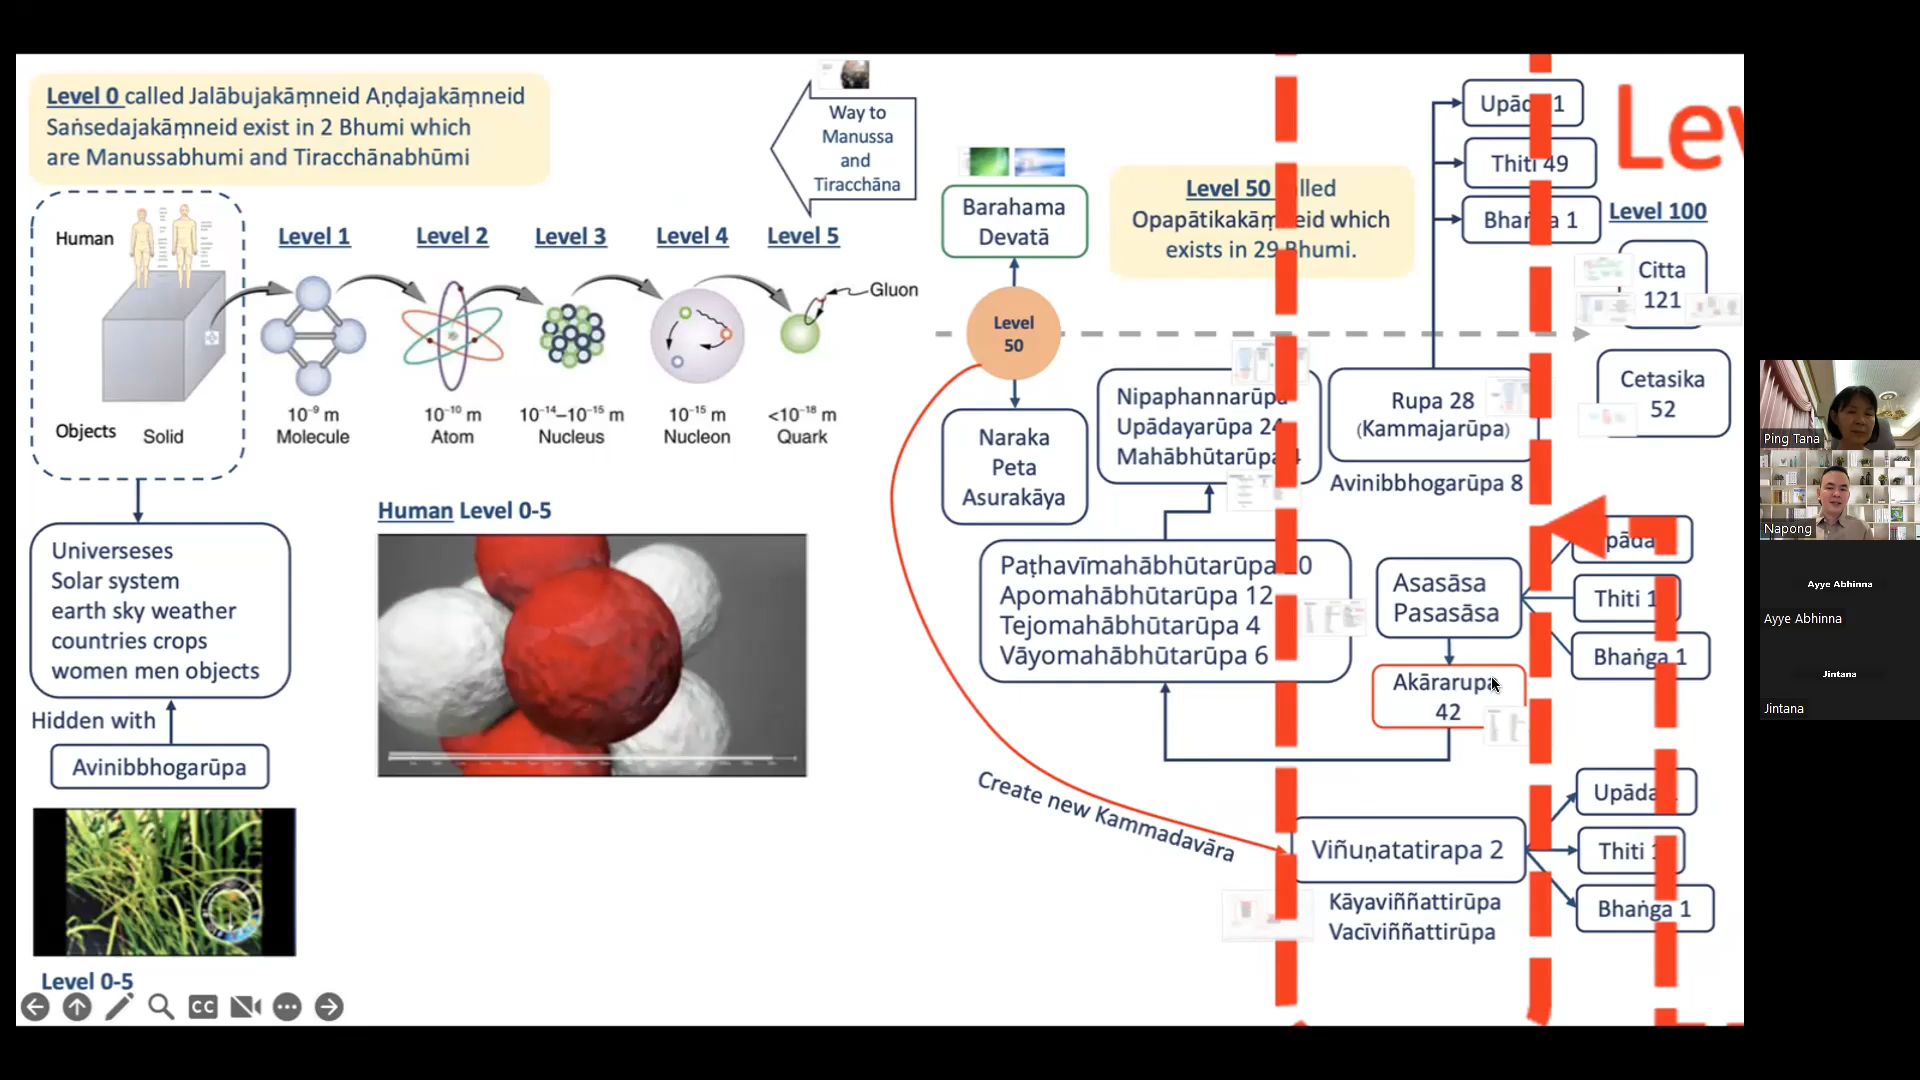 Level 0 called Jalābujakāṃneid Aṇḍajakāṃneid
Saṅsedajakāṃneid exist in 2 Bhumi which
are Manussabhumi and Tiracchānabhūmi
Way to
Manussa
and
Tiracchāna
Human
Objects
Solid
Level 1
Level 2
Level 3
Level 4
Level 5
Gluon
10⁻⁹ m
Molecule
10⁻¹⁰ m
Atom
10⁻¹⁴–10⁻¹⁵ m
Nucleus
10⁻¹⁵ m
Nucleon
<10⁻¹⁸ m
Quark
Universeses
Solar system
earth sky weather
countries crops
women men objects
Hidden with
Avinibbhogarūpa
Level 0-5
Human Level 0-5
Barahama
Devatā
Level
50
Naraka
Peta
Asurakāya
Level 50
Opapātikakāṃneid which
exists in 29 Bhumi.
Nipaphannarūpa
Upādayarūpa 24
Mahābhūtarūpa
Rupa 28
(Kammajarūpa)
Avinibbhogarūpa 8
Thiti 49
1
1
Level 100
Citta
121
Cetasika
52
Paṭhavīmahābhūtarūpa
Apomahābhūtarūpa 12
Tejomahābhūtarūpa 4
Vāyomahābhūtarūpa 6
Asasāsa
Pasasāsa
Akārarupa
42
Thiti 1
Bhaṅga 1
Create new Kammadavāra
Viñuṇatatirapa 2
Kāyaviññattirūpa
Vacīviññattirūpa
Upāda
Thiti
Bhaṅga 1
CC
Ping Tana
Napong
Ayye Abhinna
Ayye Abhinna
Jintana
Jintana